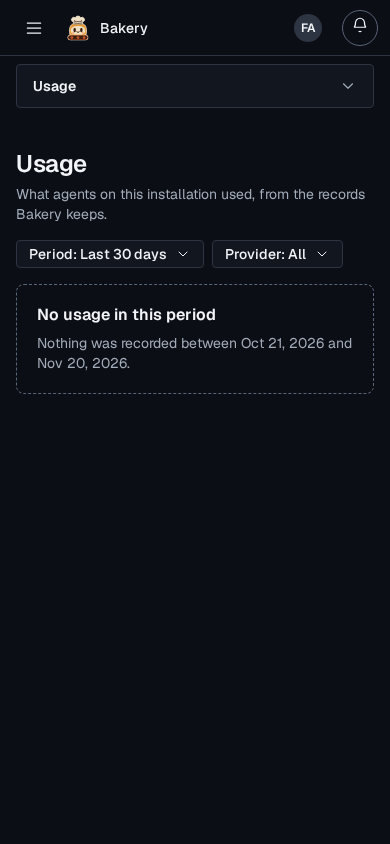 Bakery
FA
Usage
Usage
What agents on this installation used, from the records
Bakery keeps.
Period: Last 30 days
Provider: All
No usage in this period
Nothing was recorded between Oct 21, 2026 and
Nov 20, 2026.